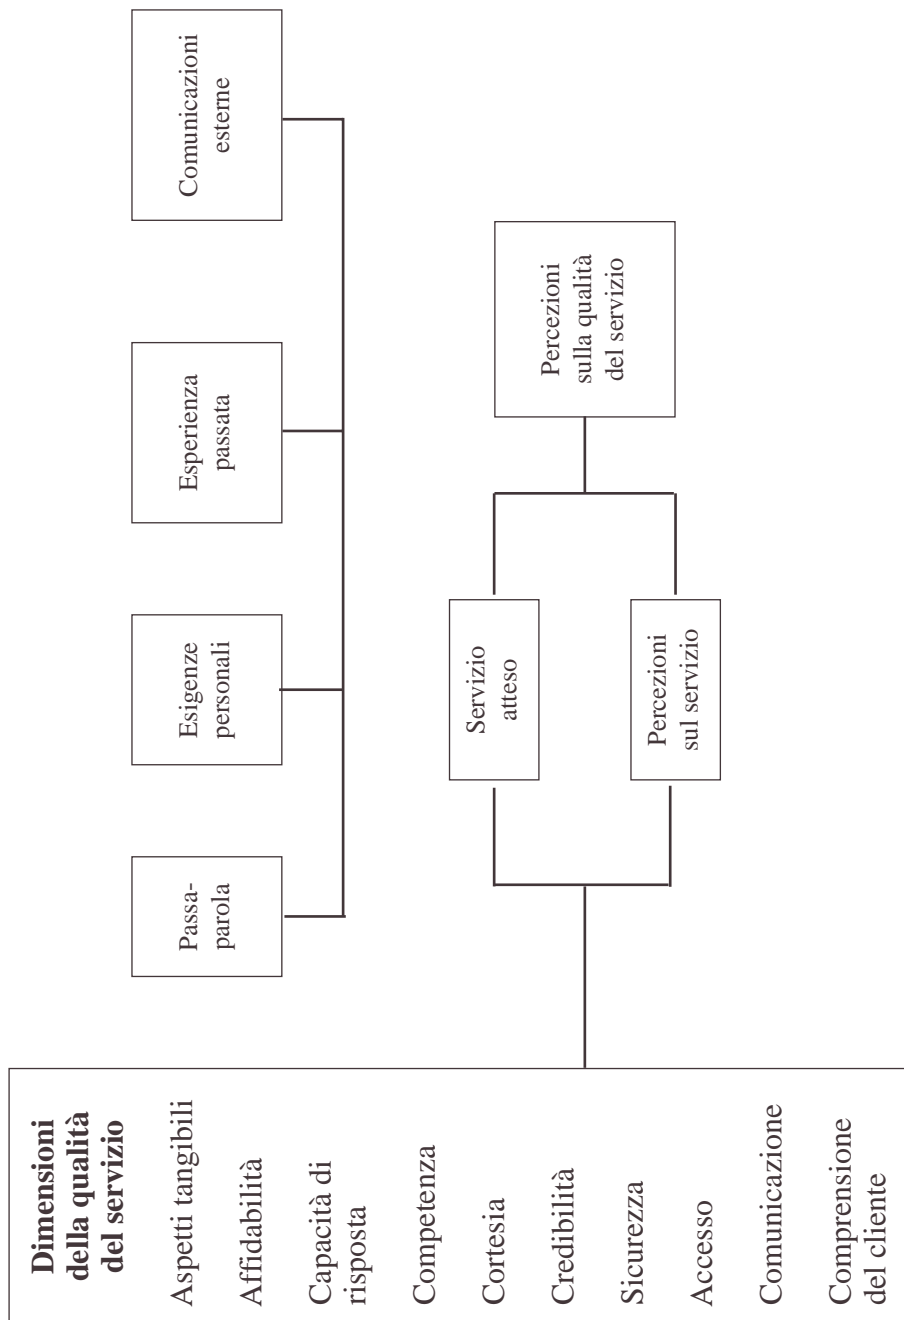 Dimensioni
della qualità
del servizio
Aspetti tangibili
Affidabilità
Capacità di
risposta
Competenza
Cortesia
Credibilità
Sicurezza
Accesso
Comunicazione
Comprensione
del cliente
Passa-
parola
Esigenze
personali
Esperienza
passata
Comunicazioni
esterne
Servizio
atteso
Percezioni
sul servizio
Percezioni
sulla qualità
del servizio